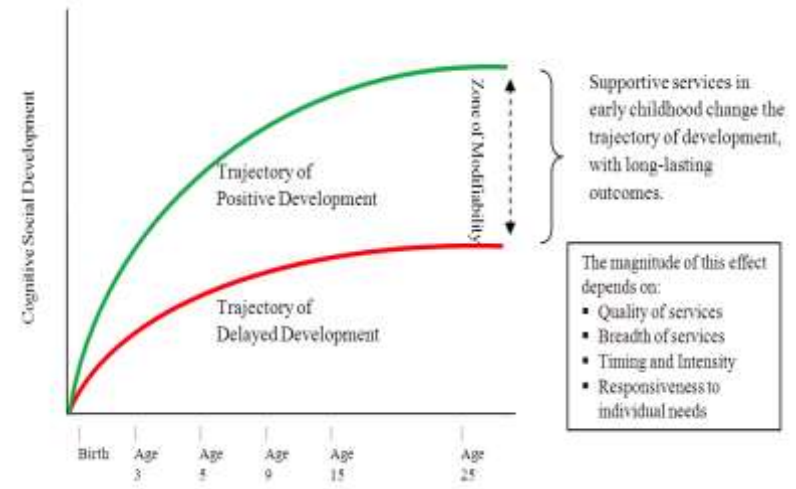 Cognitive Social Development
Zone of Modifiability
Supportive services in
early childhood change the
trajectory of development,
with long-lasting
outcomes.
Trajectory of
Positive Development
Trajectory of
Delayed Development
The magnitude of this effect
depends on:
▪ Quality of services
▪ Breadth of services
▪ Timing and Intensity
▪ Responsiveness to
individual needs
Birth
Age
3
Age
5
Age
9
Age
15
Age
25